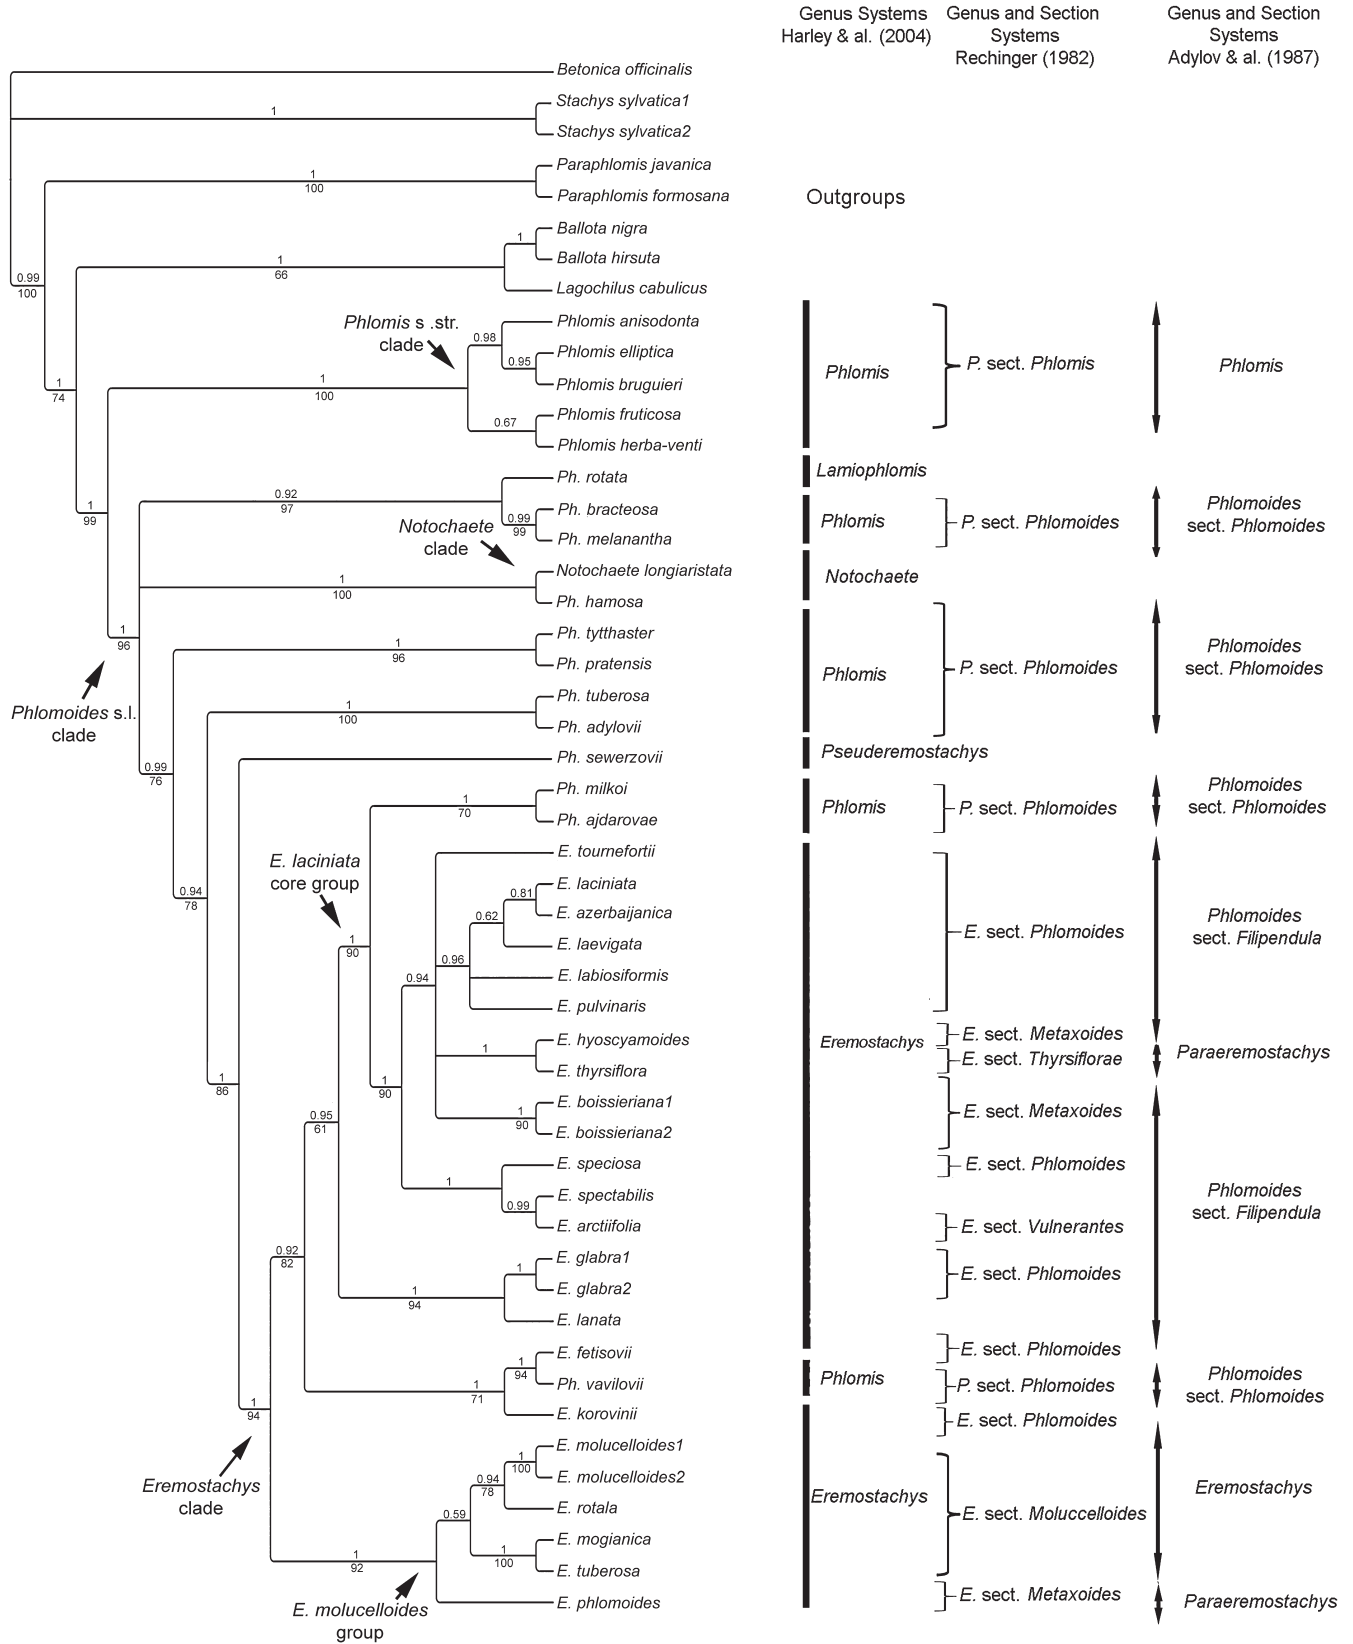 Genus Systems
Harley & al. (2004)
Genus and Section
Systems
Rechinger (1982)
Genus and Section
Systems
Adylov & al. (1987)
Betonica officinalis
1
Stachys sylvatica1
Stachys sylvatica2
1
100
Paraphlomis javanica
Paraphlomis formosana
Outgroups
1
66
1
Ballota nigra
Ballota hirsuta
Lagochilus cabulicus
0.99
100
Phlomis s .str.
clade
1
100
0.98
0.95
0.67
Phlomis anisodonta
Phlomis elliptica
Phlomis bruguieri
Phlomis fruticosa
Phlomis herba-venti
Phlomis
P. sect. Phlomis
Phlomis
1
74
Lamiophlomis
0.92
97
0.99
99
Ph. rotata
Ph. bracteosa
Ph. melanantha
Phlomis
P. sect. Phlomoides
Phlomoides
sect. Phlomoides
1
99
Notochaete
clade
1
100
Notochaete longiaristata
Ph. hamosa
Notochaete
1
96
Phlomoides s.l.
clade
1
96
Ph. tytthaster
Ph. pratensis
1
100
Ph. tuberosa
Ph. adylovii
Phlomis
P. sect. Phlomoides
Phlomoides
sect. Phlomoides
0.99
76
Ph. sewerzovii
Pseuderemostachys
1
70
Ph. milkoi
Ph. ajdarovae
Phlomis
P. sect. Phlomoides
Phlomoides
sect. Phlomoides
0.94
78
E. laciniata
core group
1
90
E. tournefortii
0.81
E. laciniata
E. azerbaijanica
0.62
E. laevigata
0.96
E. labiosiformis
0.94
E. pulvinaris
E. sect. Phlomoides
Phlomoides
sect. Filipendula
1
E. hyoscyamoides
E. thyrsiflora
Eremostachys
E. sect. Metaxoides
E. sect. Thyrsiflorae
Paraeremostachys
1
86
1
90
1
90
E. boissieriana1
E. boissieriana2
E. sect. Metaxoides
0.95
61
1
0.99
E. speciosa
E. spectabilis
E. arctiifolia
E. sect. Phlomoides
E. sect. Vulnerantes
Phlomoides
sect. Filipendula
0.92
82
1
94
1
E. glabra1
E. glabra2
E. lanata
E. sect. Phlomoides
1
71
1
94
E. fetisovii
Ph. vavilovii
E. korovinii
E. sect. Phlomoides
Phlomis
P. sect. Phlomoides
E. sect. Phlomoides
Phlomoides
sect. Phlomoides
1
94
Eremostachys
clade
1
100
E. molucelloides1
E. molucelloides2
0.94
78
E. rotala
0.59
1
100
E. mogianica
E. tuberosa
1
92
E. phlomoides
E. molucelloides
group
Eremostachys
E. sect. Moluccelloides
E. sect. Metaxoides
Eremostachys
Paraeremostachys